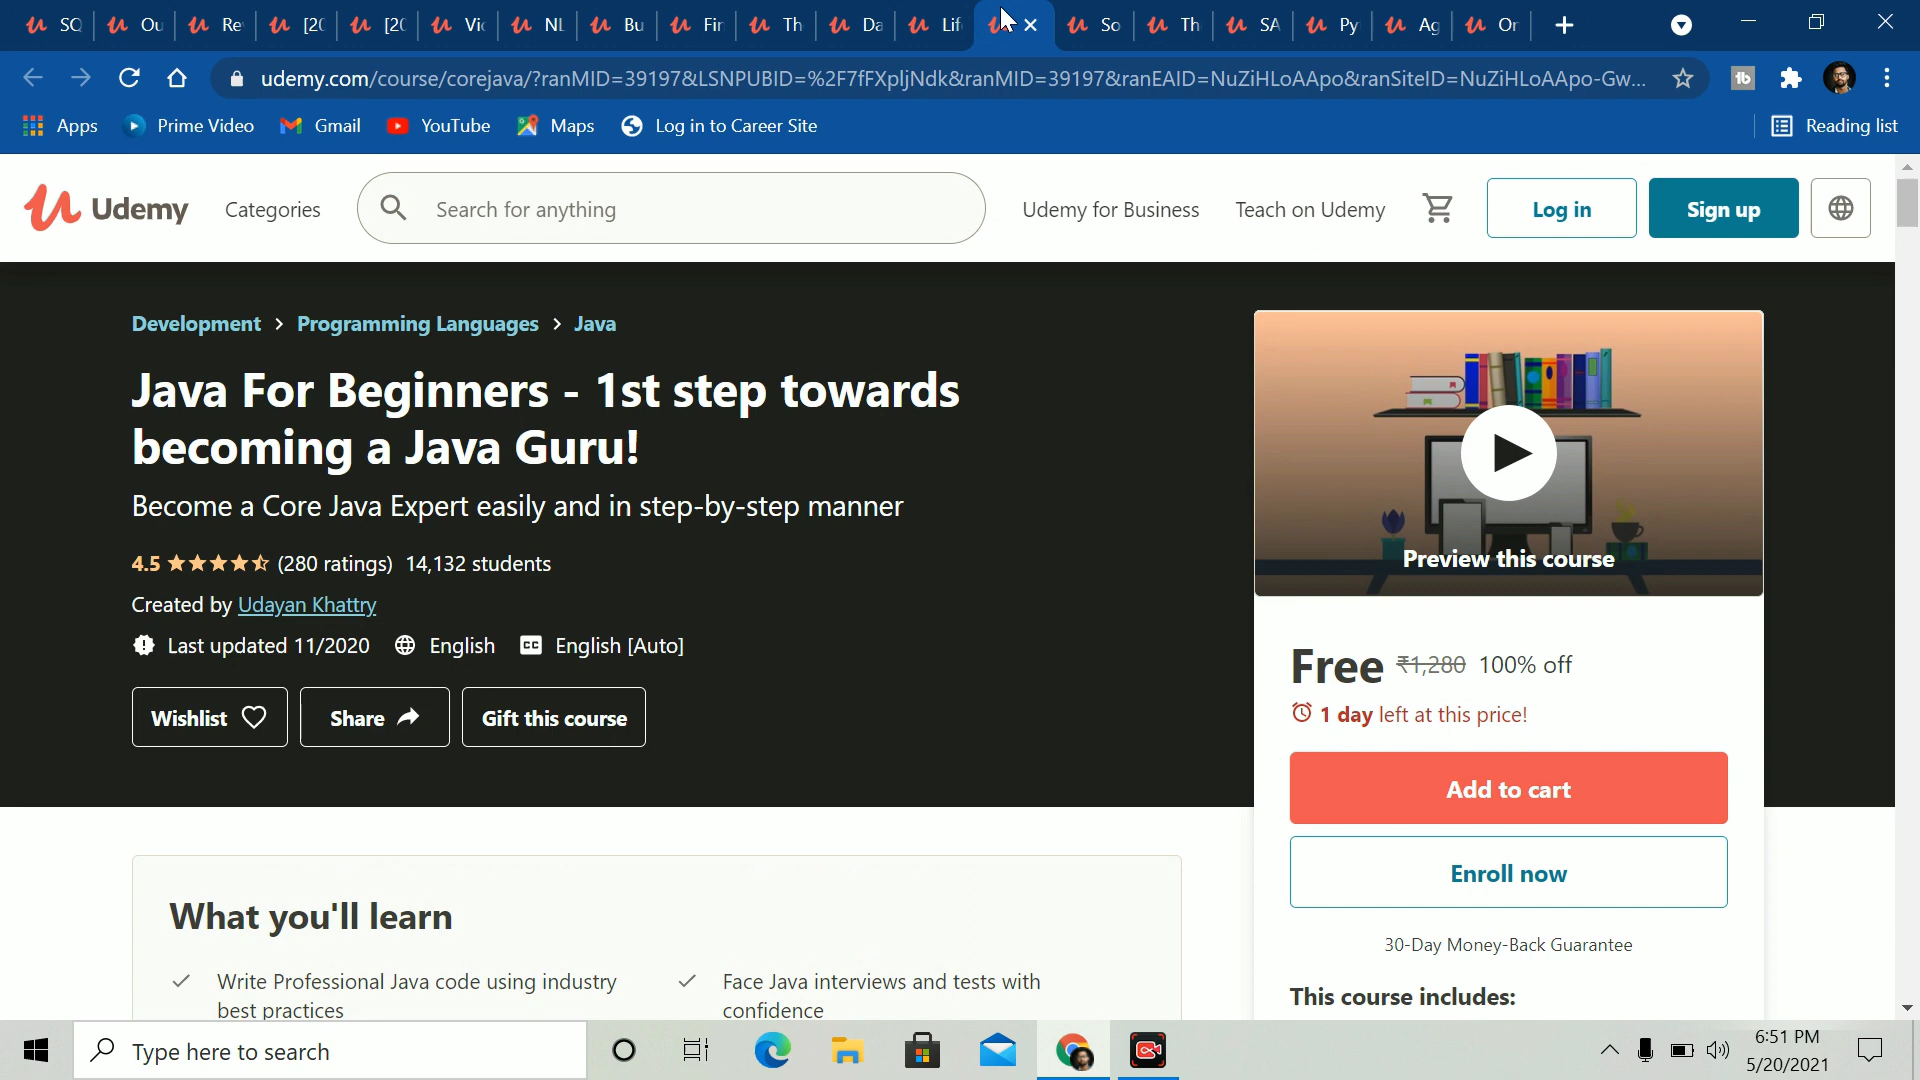 SQ Ou Re [20 [20 Vi NL Bu Fir Th Da Lif So Th SA Py Ag Or
udemy.com/course/corejava/?ranMID=39197&LSNPUBID=%2F7fFXpljNdk&ranMID=39197&ranEAID=NuZiHLoAApo&ranSiteID=NuZiHLoAApo-Gw...
Apps Prime Video Gmail YouTube Maps Log in to Career Site Reading list
Udemy Categories Search for anything Udemy for Business Teach on Udemy Log in Sign up
Development > Programming Languages > Java
Java For Beginners - 1st step towards
becoming a Java Guru!
Become a Core Java Expert easily and in step-by-step manner
4.5 (280 ratings) 14,132 students
Created by Udayan Khattry
Last updated 11/2020 English CC English [Auto]
Wishlist Share Gift this course
Preview this course
Free ₹1,280 100% off
1 day left at this price!
Add to cart
Enroll now
30-Day Money-Back Guarantee
This course includes:
What you'll learn
Write Professional Java code using industry
best practices
Face Java interviews and tests with
confidence
Type here to search
6:51 PM
5/20/2021